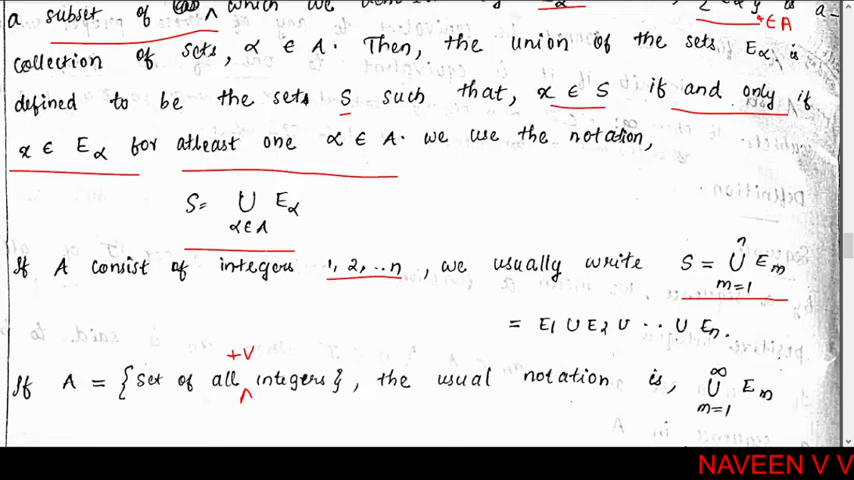 a subset of which we
is a
α ∈ A
collection of sets, α ∈ A. Then, the union of the sets Eα, is
defined to be the sets S such that, x ∈ S if and only if
x ∈ Eα for atleast one α ∈ A. we use the notation,
S = ∪ Eα
α ∈ A
If A consist of integers 1, 2, ..n, we usually write S = ⋃ₘ₌₁ⁿ Em
= E1 ∪ E2 ∪ ... ∪ En.
+ve
If A = {set of all ∧ integers}, the usual notation is, ⋃ₘ₌₁^∞ Em
NAVEEN V V